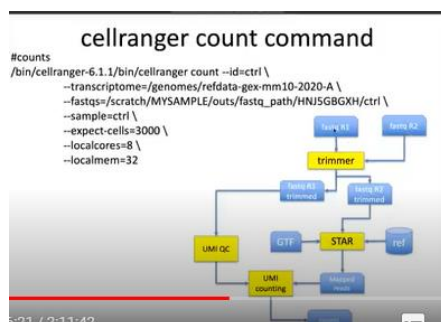 cellranger count command
#counts
/bin/cellranger-6.1.1/bin/cellranger count --id=ctrl \
--transcriptome=/genomes/refdata-gex-mm10-2020-A \
--fastqs=/scratch/MYSAMPLE/outs/fastq_path/HNJ5GBGXH/ctrl \
--sample=ctrl \
--expect-cells=3000 \
--localcores=8 \
--localmem=32
fastq R1
fastq R2
trimmer
fastq R1
trimmed
fastq R2
trimmed
UMI QC
GTF
STAR
ref
UMI
counting
mapped
reads